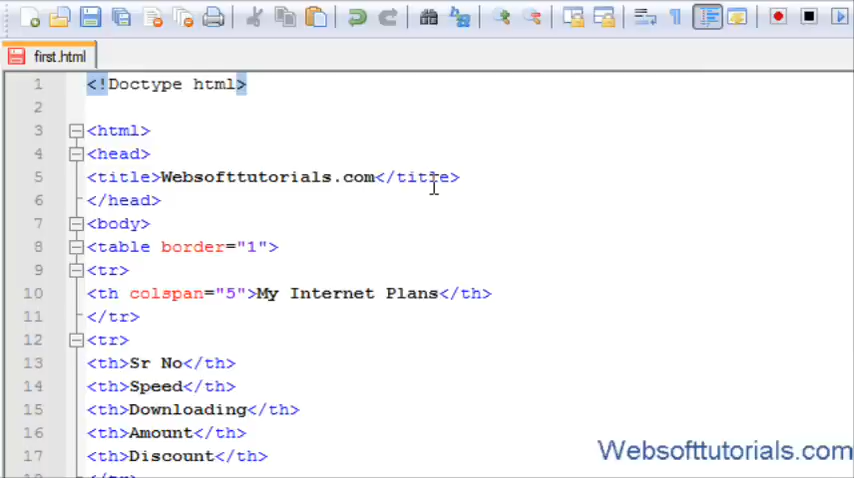 first.html
1 <!Doctype html>
2
3 <html>
4 <head>
5 <title>Websofttutorials.com</title>
6 </head>
7 <body>
8 <table border="1">
9 <tr>
10 <th colspan="5">My Internet Plans</th>
11 </tr>
12 <tr>
13 <th>Sr No</th>
14 <th>Speed</th>
15 <th>Downloading</th>
16 <th>Amount</th>
17 <th>Discount</th>
Websofttutorials.com